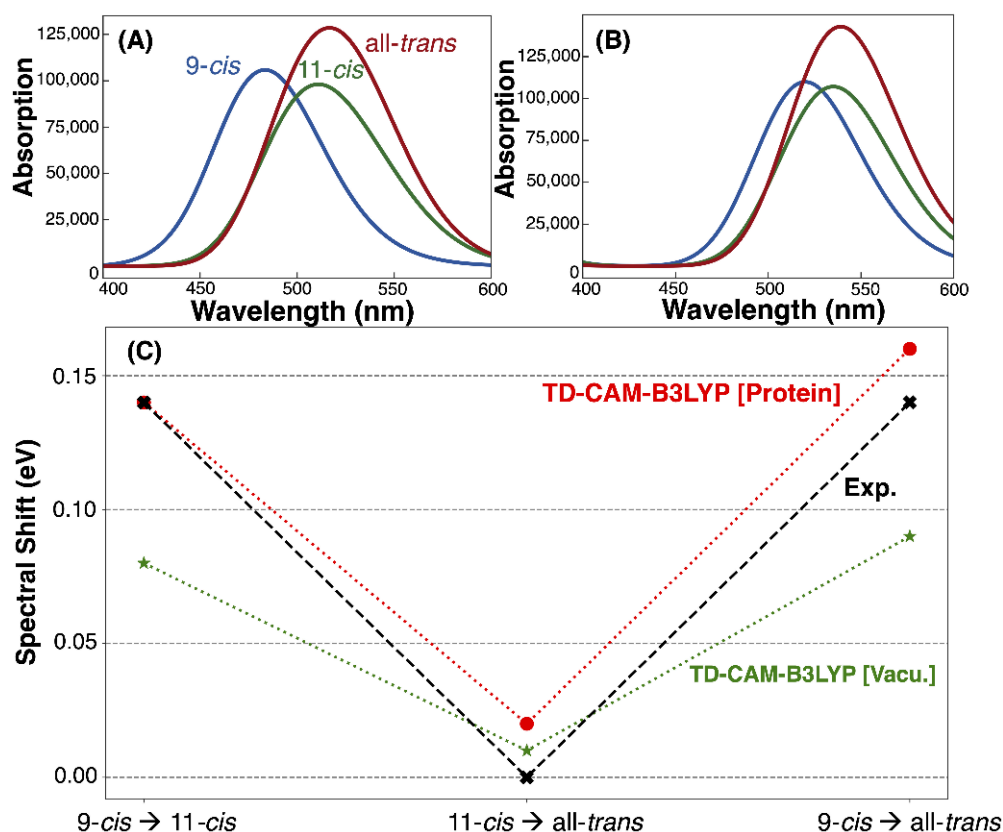 (A)
9-cis
11-cis
all-trans
Absorption
125,000
100,000
75,000
50,000
25,000
0
400
450
500
550
600
Wavelength (nm)
(B)
Absorption
125,000
100,000
75,000
50,000
25,000
0
400
450
500
550
600
Wavelength (nm)
(C)
Spectral Shift (eV)
0.15
0.10
0.05
0.00
TD-CAM-B3LYP [Protein]
Exp.
TD-CAM-B3LYP [Vacu.]
9-cis → 11-cis
11-cis → all-trans
9-cis → all-trans